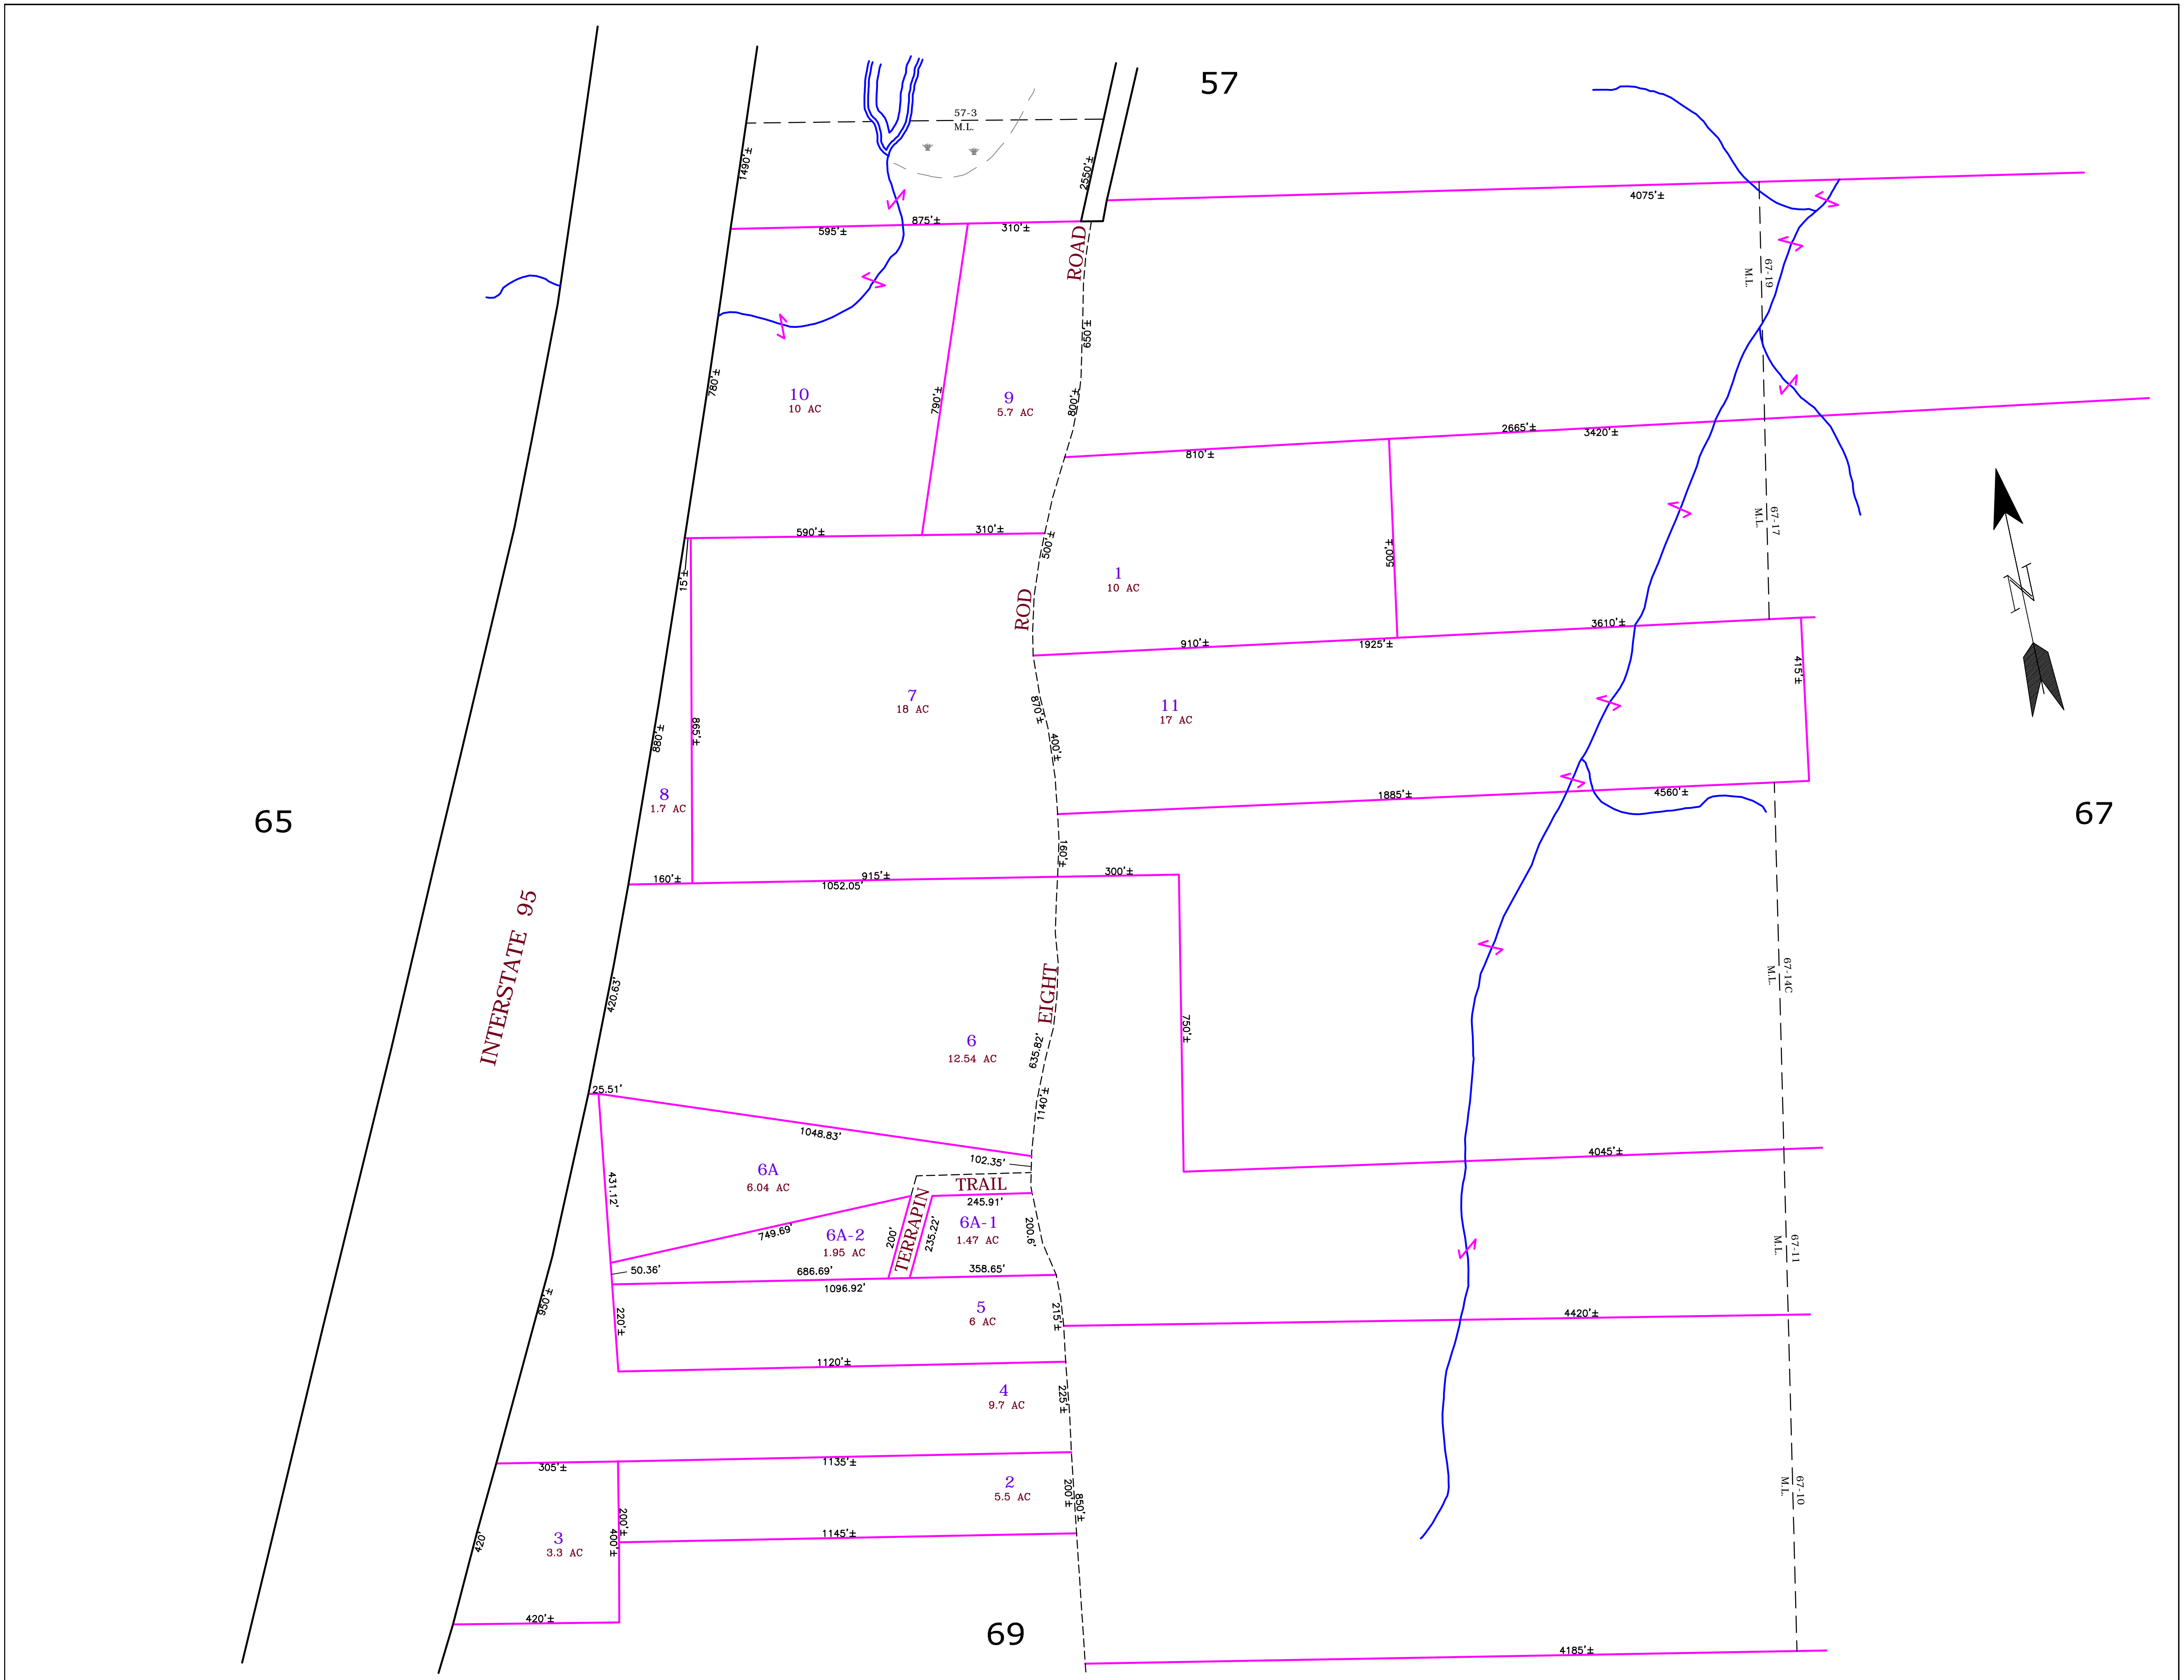 57
57-3
M.L.
1490'±
2550'±
875'±
595'±
310'±
4075'±
ROAD
67-19
M.L.
650'±
780'±
790'±
800'±
10
10 AC
9
5.7 AC
2665'±
3420'±
810'±
590'±
310'±
500'±
500'±
67-17
M.L.
15'±
1
10 AC
ROD
3610'±
910'±
1925'±
415'±
7
18 AC
870'±
11
17 AC
880'±
865'±
400'±
8
1.7 AC
1885'±
4560'±
65
67
160'±
160'±
915'±
1052.05'
300'±
INTERSTATE 95
420.63'
EIGHT
67-14C
M.L.
6
12.54 AC
635.82'
750'±
25.51'
1140'±
1048.83'
102.35'
4045'±
6A
6.04 AC
431.12'
TRAIL
245.91'
TERRAPIN
749.69'
6A-2
1.95 AC
200'
235.22'
6A-1
1.47 AC
200.6'
67-11
M.L.
50.36'
686.69'
358.65'
1096.92'
950'±
220'±
5
6 AC
215'±
4420'±
1120'±
4
9.7 AC
225'±
305'±
1135'±
2
5.5 AC
200'±
850'±
67-10
M.L.
200'±
400'±
420'
3
3.3 AC
1145'±
420'±
69
4185'±
N